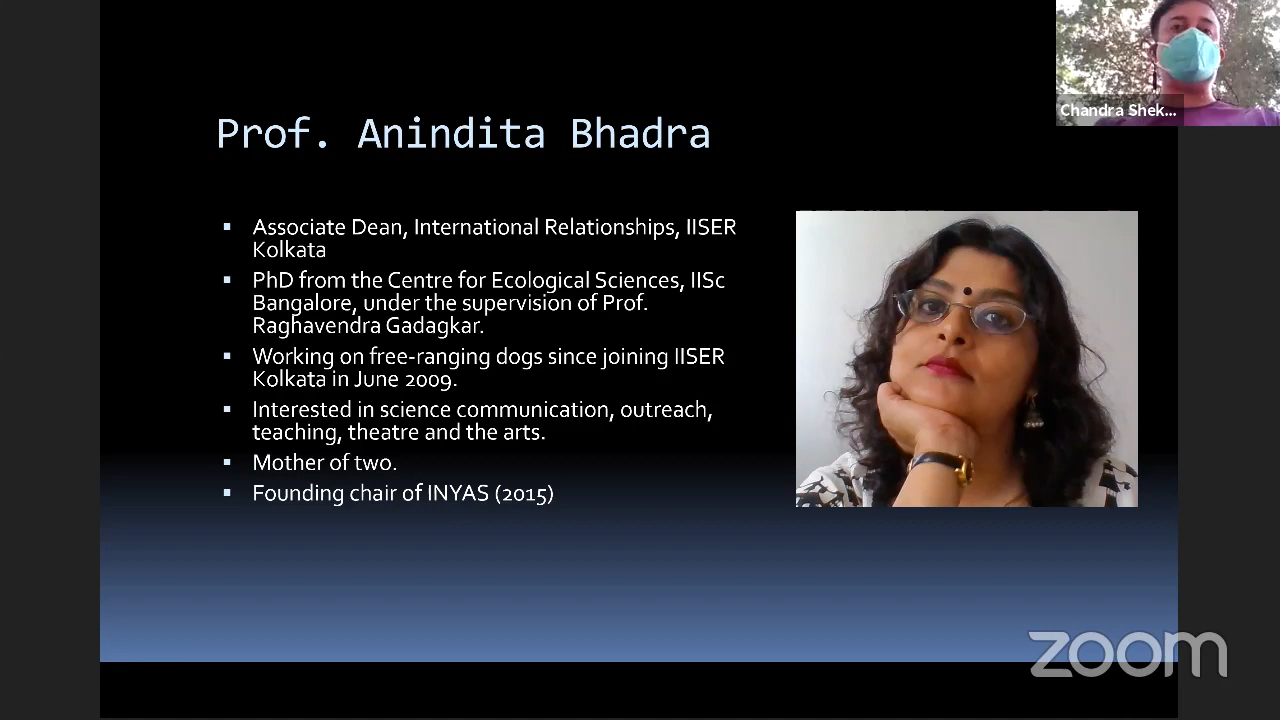 Chandra Shek...
Prof. Anindita Bhadra
Associate Dean, International Relationships, IISER
Kolkata
PhD from the Centre for Ecological Sciences, IISc
Bangalore, under the supervision of Prof.
Raghavendra Gadagkar.
Working on free-ranging dogs since joining IISER
Kolkata in June 2009.
Interested in science communication, outreach,
teaching, theatre and the arts.
Mother of two.
Founding chair of INYAS (2015)
zoom